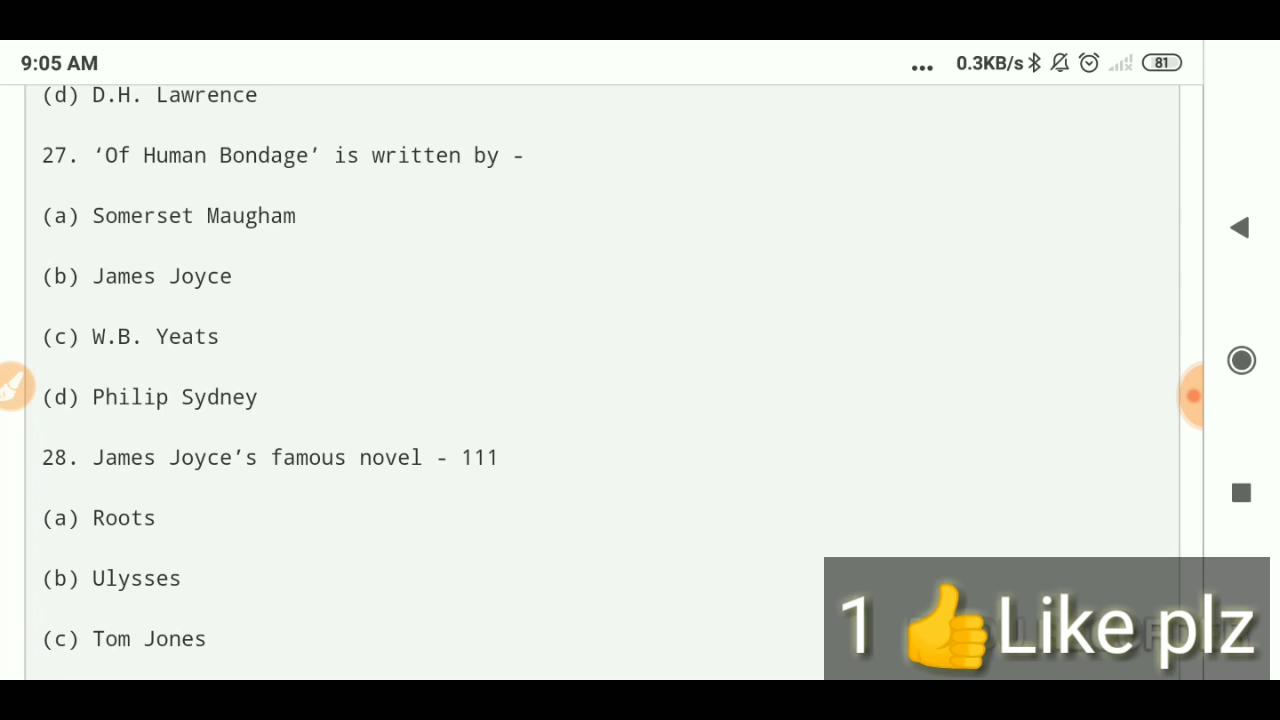 9:05 AM
... 0.3KB/s 81
(d) D.H. Lawrence
27. ‘Of Human Bondage’ is written by -
(a) Somerset Maugham
(b) James Joyce
(c) W.B. Yeats
(d) Philip Sydney
28. James Joyce’s famous novel - 111
(a) Roots
(b) Ulysses
(c) Tom Jones
1 👍Like plz